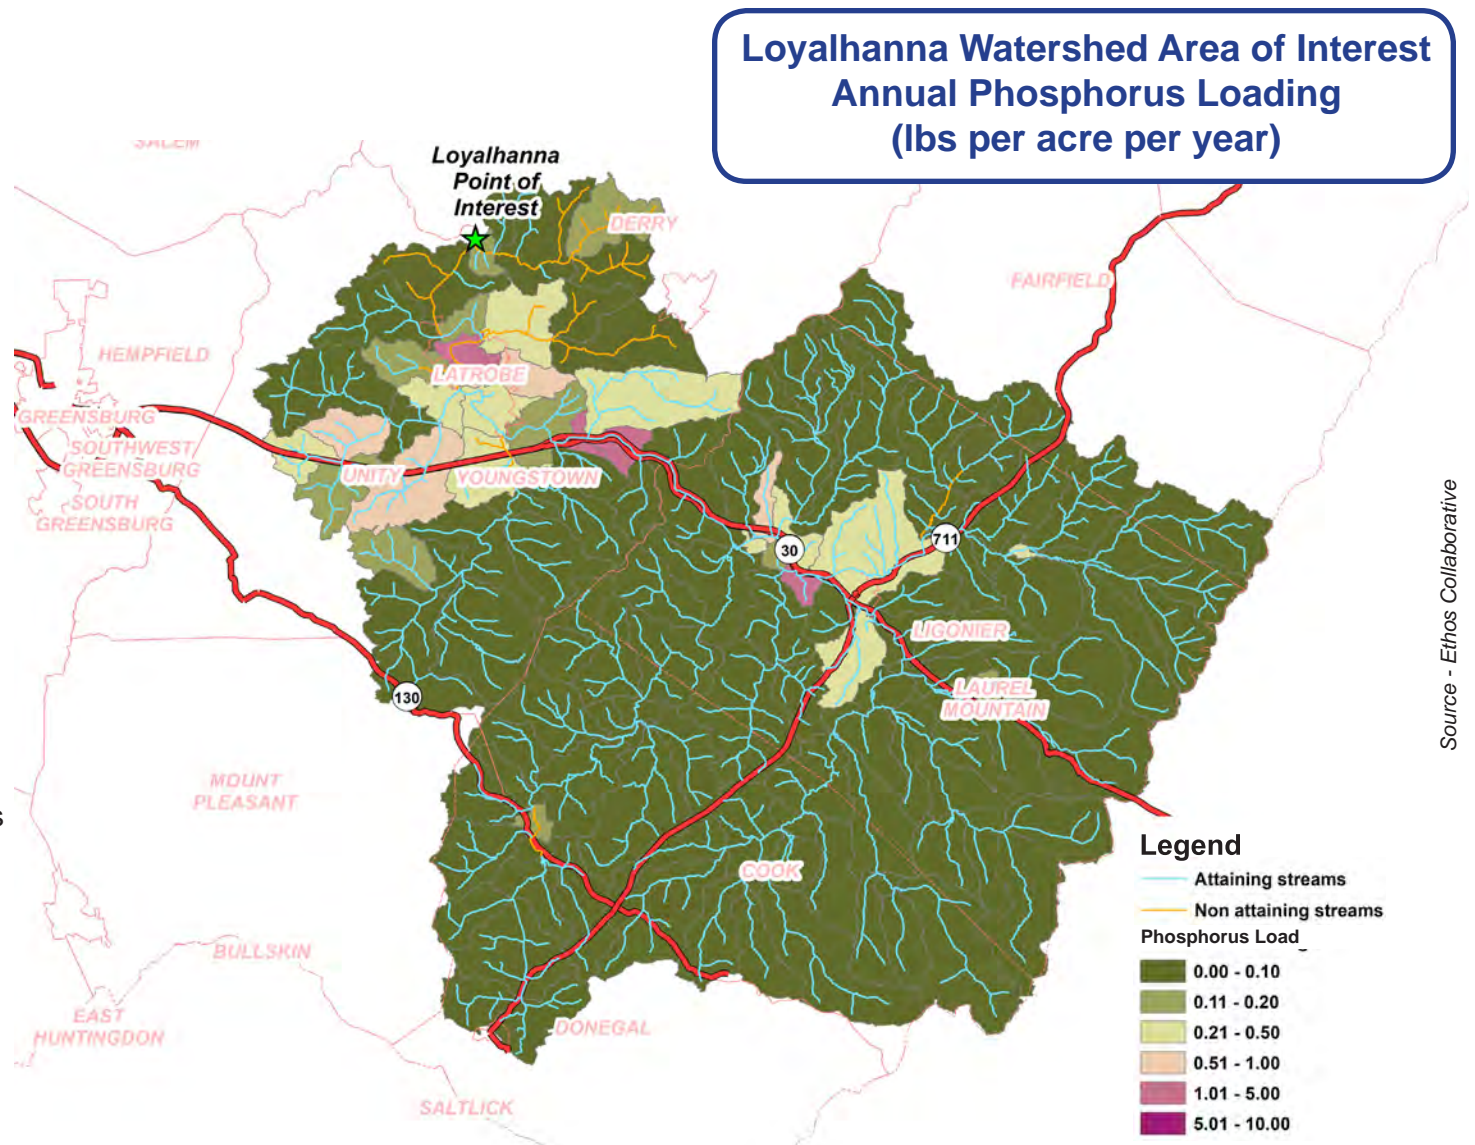 Loyalhanna Watershed Area of Interest
Annual Phosphorus Loading
(lbs per acre per year)
SALEM
Loyalhanna
Point of
Interest
DERRY
FAIRFIELD
HEMPFIELD
LATROBE
GREENSBURG
SOUTHWEST
GREENSBURG
UNITY
YOUNGSTOWN
SOUTH
GREENSBURG
30
711
LIGONIER
LAUREL
MOUNTAIN
130
MOUNT
PLEASANT
s
COOK
BULLSKIN
EAST
HUNTINGDON
DONEGAL
SALTLICK
Source - Ethos Collaborative
Legend
Attaining streams
Non attaining streams
Phosphorus Load
0.00 - 0.10
0.11 - 0.20
0.21 - 0.50
0.51 - 1.00
1.01 - 5.00
5.01 - 10.00